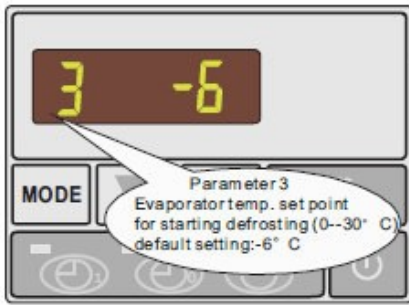 3 -6
MODE
Parameter 3
Evaporator temp. set point
for starting defrosting (0--30° C)
default setting:-6° C